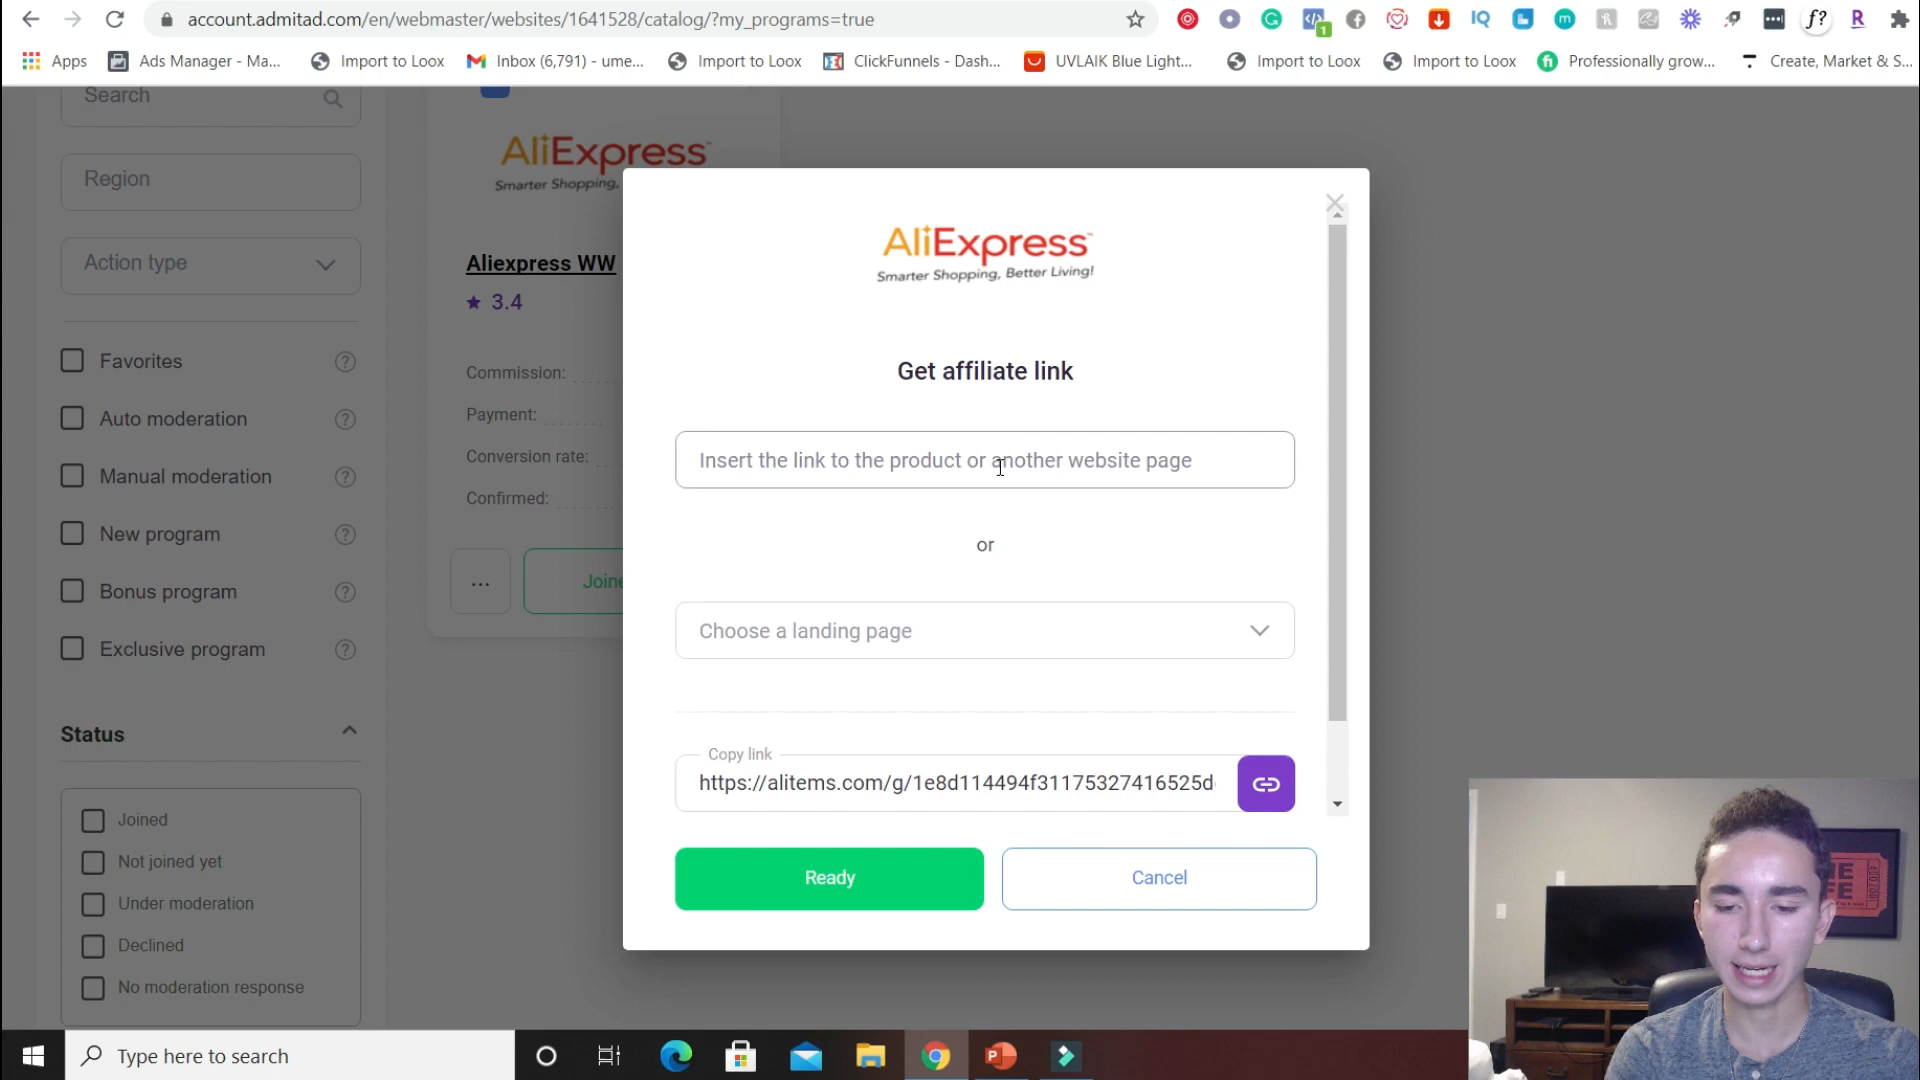 account.admitad.com/en/webmaster/websites/1641528/catalog/?my_programs=true
1
IQ
m
f?
R
Apps
Ads Manager - Ma...
Import to Loox
Inbox (6,791) - ume...
Import to Loox
ClickFunnels - Dash...
UVLAIK Blue Light...
Import to Loox
Import to Loox
Professionally grow...
Create, Market & S...
Search
Region
Action type
Favorites
Auto moderation
Manual moderation
New program
Bonus program
Exclusive program
Status
Joined
Not joined yet
Under moderation
Declined
No moderation response
AliExpress™
Smarter Shopping,
Aliexpress WW
3.4
Commission:
Payment:
Conversion rate:
Confirmed:
...
Joine
AliExpress™
Smarter Shopping, Better Living!
Get affiliate link
Insert the link to the product or another website page
or
Choose a landing page
Copy link
https://alitems.com/g/1e8d114494f31175327416525d
Ready
Cancel
Type here to search